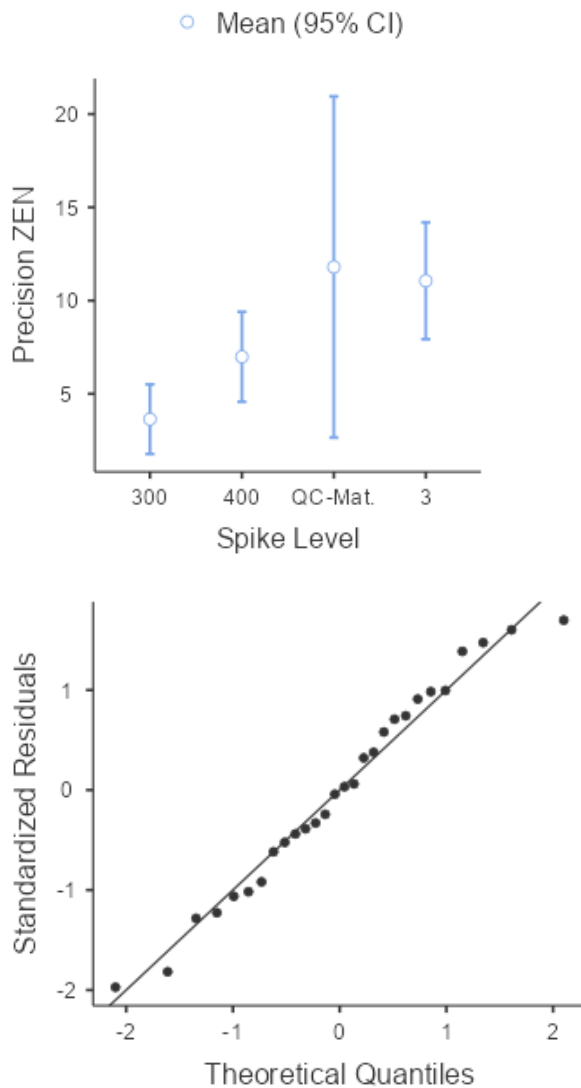 Mean (95% CI)
20
15
10
5
Precision ZEN
300 400 QC-Mat. 3
Spike Level
1
0
-1
-2
Standardized Residuals
-2 -1 0 1 2
Theoretical Quantiles